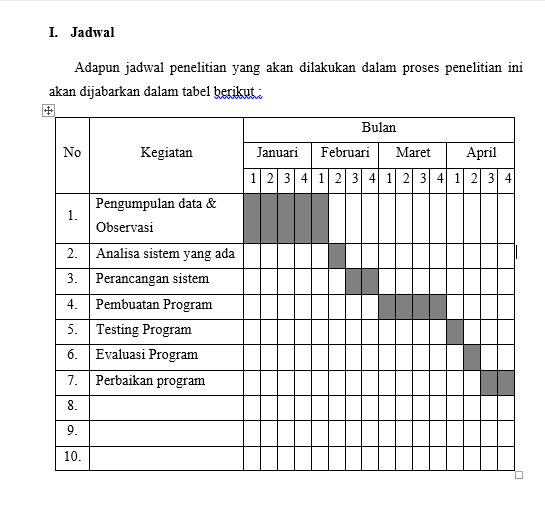 I. Jadwal
Adapun jadwal penelitian yang akan dilakukan dalam proses penelitian ini
akan dijabarkan dalam tabel berikut :
No Kegiatan Bulan
Januari Februari Maret April
1 2 3 4 1 2 3 4 1 2 3 4 1 2 3 4
1. Pengumpulan data &
Observasi
2. Analisa sistem yang ada
3. Perancangan sistem
4. Pembuatan Program
5. Testing Program
6. Evaluasi Program
7. Perbaikan program
8.
9.
10.